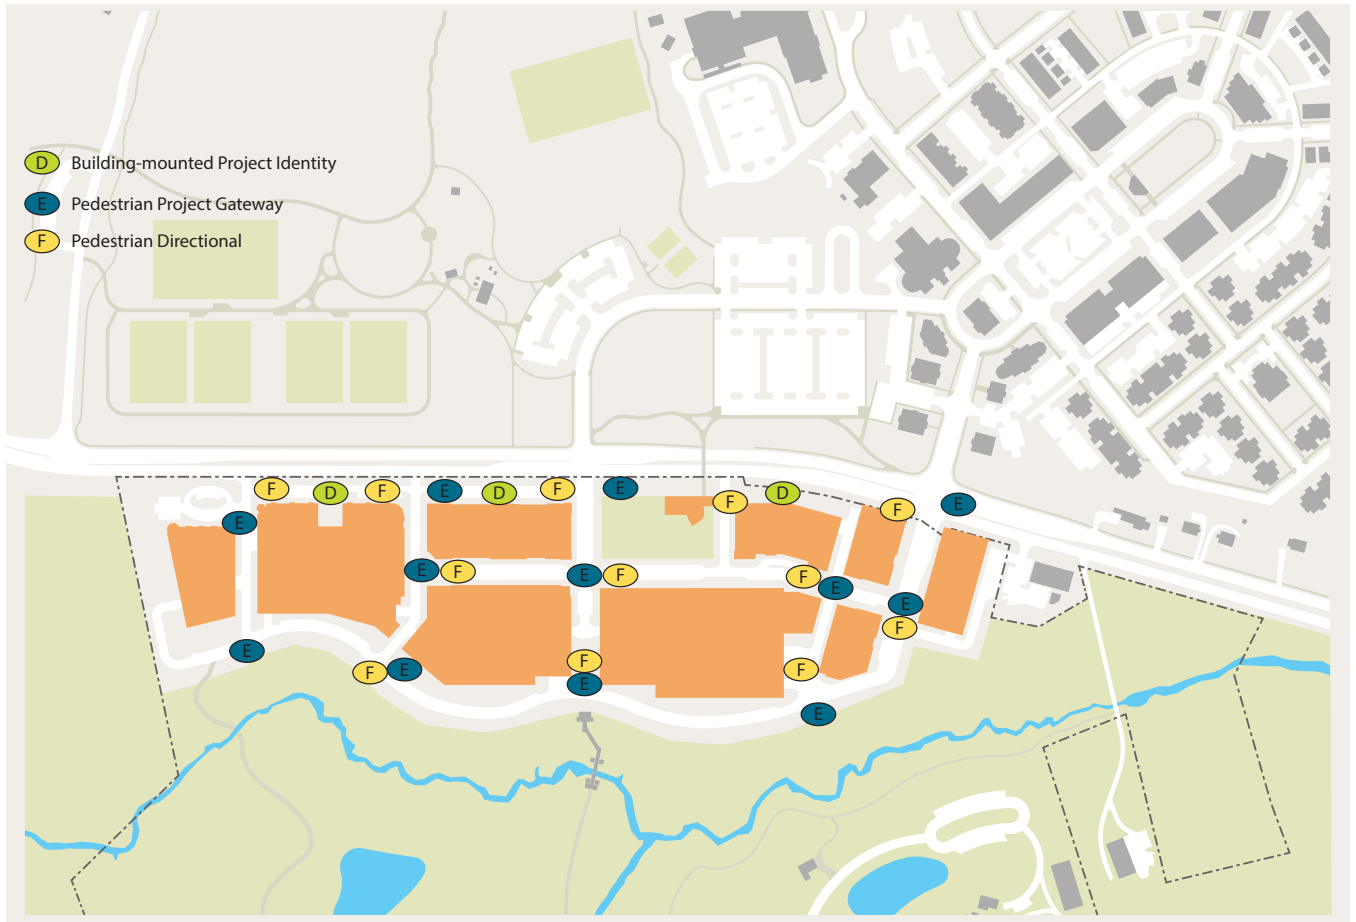 D Building-mounted Project Identity
E Pedestrian Project Gateway
F Pedestrian Directional
F D F E D F E F D F E
E
E F E F F E E
F
E F E F E F
E